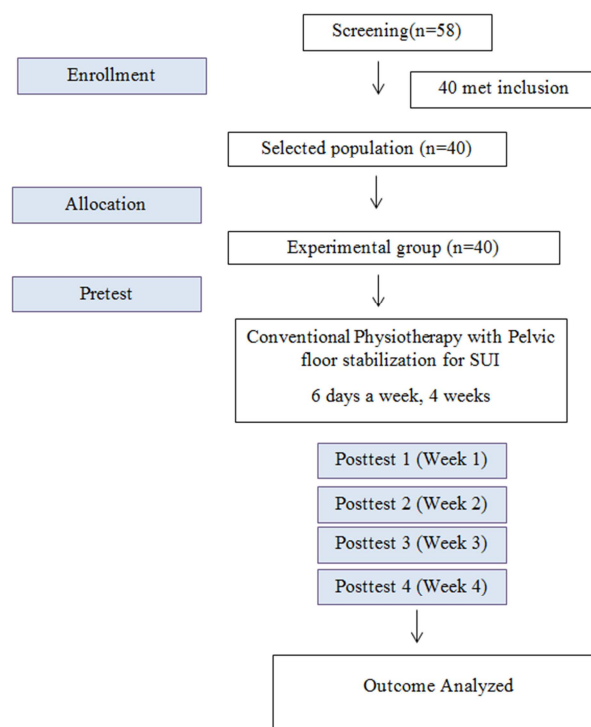 Screening(n=58)
Enrollment
40 met inclusion
Selected population (n=40)
Allocation
Experimental group (n=40)
Pretest
Conventional Physiotherapy with Pelvic
floor stabilization for SUI
6 days a week, 4 weeks
Posttest 1 (Week 1)
Posttest 2 (Week 2)
Posttest 3 (Week 3)
Posttest 4 (Week 4)
Outcome Analyzed